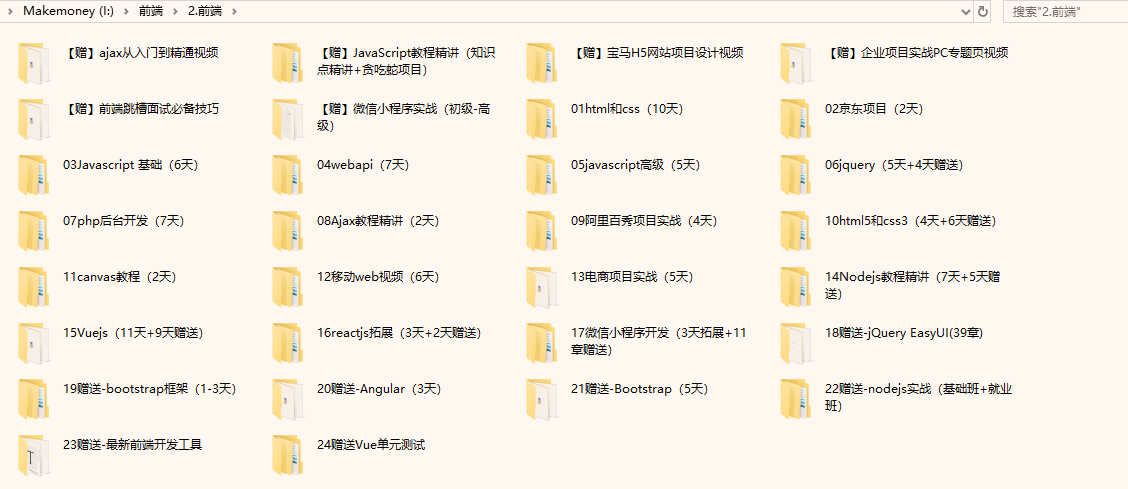 Makemoney (I:) 前端 2.前端 搜索"2.前端"
【赠】ajax从入门到精通视频
【赠】JavaScript教程精讲（知识
点精讲+贪吃蛇项目）
【赠】宝马H5网站项目设计视频
【赠】企业项目实战PC专题页视频
【赠】前端跳槽面试必备技巧
【赠】微信小程序实战（初级-高
级）
01html和css（10天）
02京东项目（2天）
03Javascript 基础（6天）
04webapi（7天）
05javascript高级（5天）
06jquery（5天+4天赠送）
07php后台开发（7天）
08Ajax教程精讲（2天）
09阿里百秀项目实战（4天）
10html5和css3（4天+6天赠送）
11canvas教程（2天）
12移动web视频（6天）
13电商项目实战（5天）
14Nodejs教程精讲（7天+5天赠
送）
15Vuejs（11天+9天赠送）
16reactjs拓展（3天+2天赠送）
17微信小程序开发（3天拓展+11
章赠送）
18赠送-jQuery EasyUI(39章)
19赠送-bootstrap框架（1-3天）
20赠送-Angular（3天）
21赠送-Bootstrap（5天）
22赠送-nodejs实战（基础班+就业
班）
23赠送-最新前端开发工具
24赠送Vue单元测试